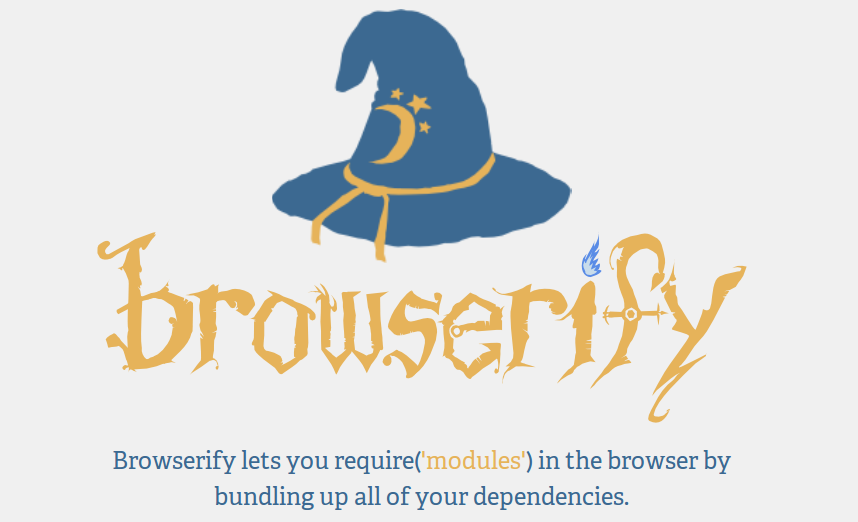 browserify
Browserify lets you require('modules') in the browser by
bundling up all of your dependencies.